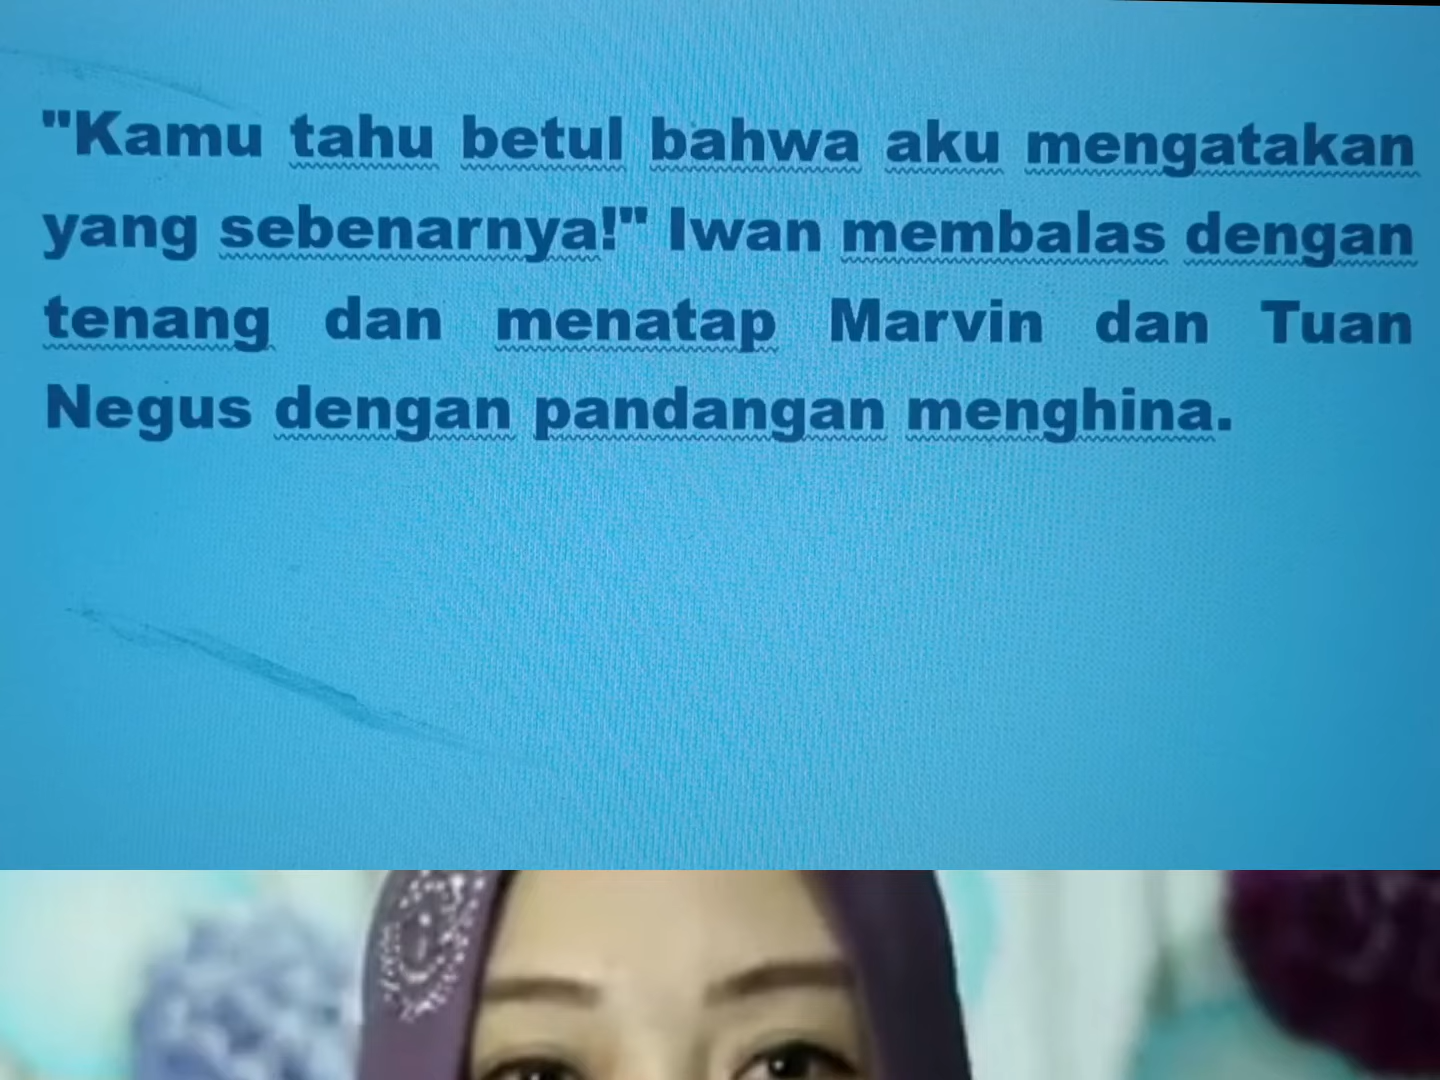 "Kamu tahu betul bahwa aku mengatakan
yang sebenarnya!" Iwan membalas dengan
tenang dan menatap Marvin dan Tuan
Negus dengan pandangan menghina.